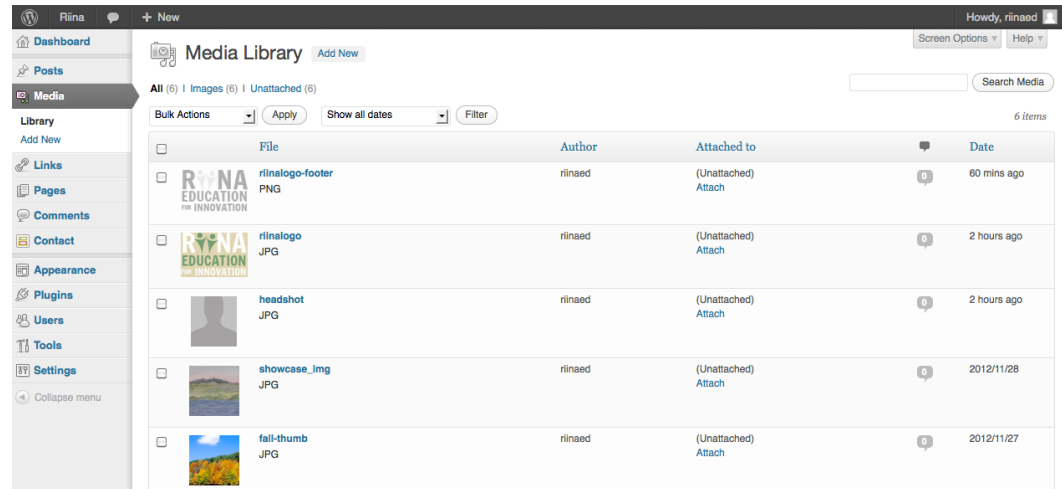 Riina + New Howdy, riinaed
Dashboard
Posts
Media
Library
Add New
Links
Pages
Comments
Contact
Appearance
Plugins
Users
Tools
Settings
Collapse menu
Screen Options Help
Media Library Add New
All (6) | Images (6) | Unattached (6)
Search Media
Bulk Actions Apply Show all dates Filter 6 items
File Author Attached to Date
RIINA
EDUCATION
FOR INNOVATION
riinalogo-footer riinaed (Unattached) 0 60 mins ago
PNG Attach
RIINA
EDUCATION
FOR INNOVATION
riinalogo riinaed (Unattached) 0 2 hours ago
JPG Attach
headshot riinaed (Unattached) 0 2 hours ago
JPG Attach
showcase_img riinaed (Unattached) 0 2012/11/28
JPG Attach
fall-thumb riinaed (Unattached) 0 2012/11/27
JPG Attach